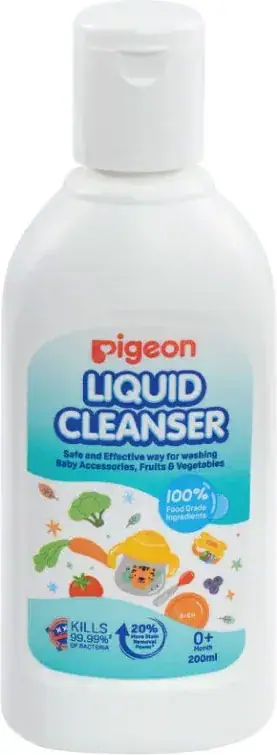 pigeon
LIQUID
CLEANSER
Safe and Effective way for washing
Baby Accessories, Fruits & Vegetables
100%
Food Grade
Ingredients
KILLS
99.99%
OF BACTERIA
20%
More Stain
Removal
Power
0+
Month
200ml